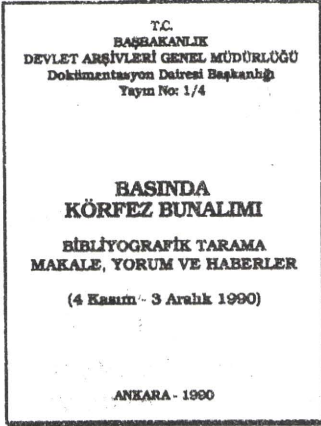 T.C.
BAŞBAKANLIK
DEVLET ARŞİVLERİ GENEL MÜDÜRLÜĞÜ
Dokümentasyon Dairesi Başkanlığı
Yayın No: 1/4
BASINDA
KÖRFEZ BUNALIMI
BİBLİYOGRAFİK TARAMA
MAKALE, YORUM VE HABERLER
(4 Kasım - 3 Aralık 1990)
ANKARA - 1990